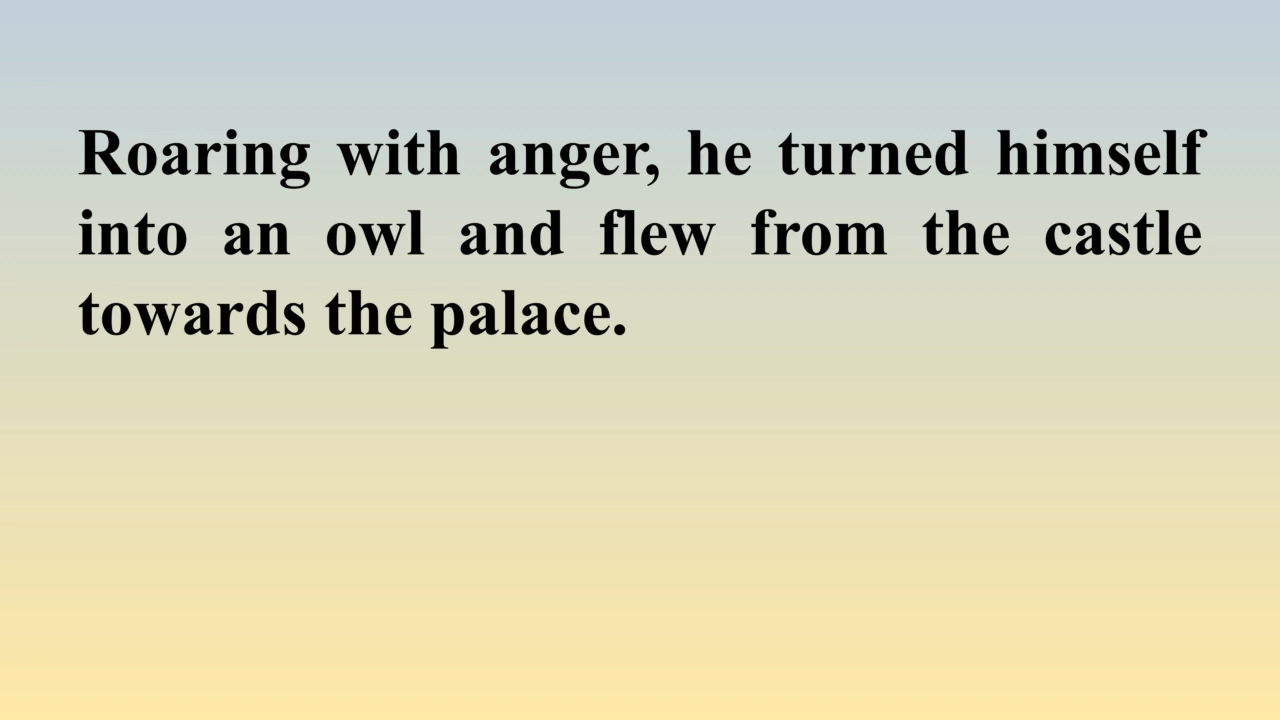 Roaring with anger, he turned himself
into an owl and flew from the castle
towards the palace.